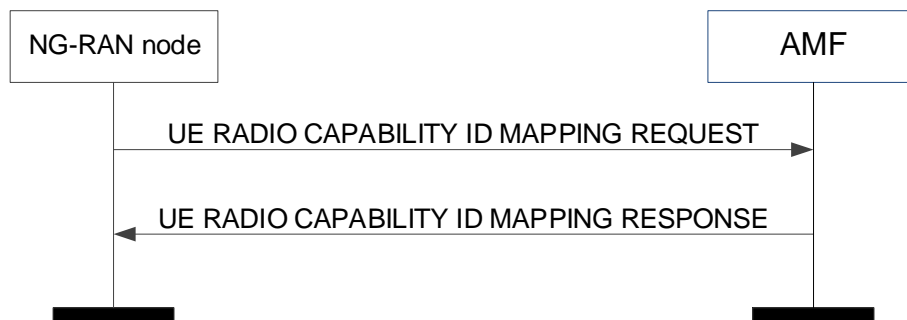 NG-RAN node
AMF
UE RADIO CAPABILITY ID MAPPING REQUEST
UE RADIO CAPABILITY ID MAPPING RESPONSE